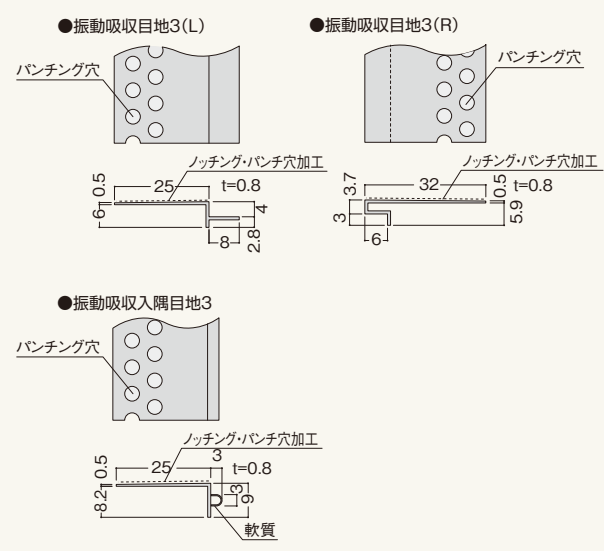 ●振動吸収目地3(L)
パンチング穴
ノッチング・パンチ穴加工
0.5
25
t=0.8
6
4
8
2.8
●振動吸収目地3(R)
パンチング穴
ノッチング・パンチ穴加工
3.7
32
0.5
t=0.8
3
5.9
6
●振動吸収入隅目地3
パンチング穴
ノッチング・パンチ穴加工
0.5
25
3
t=0.8
8.2
3
9
軟質